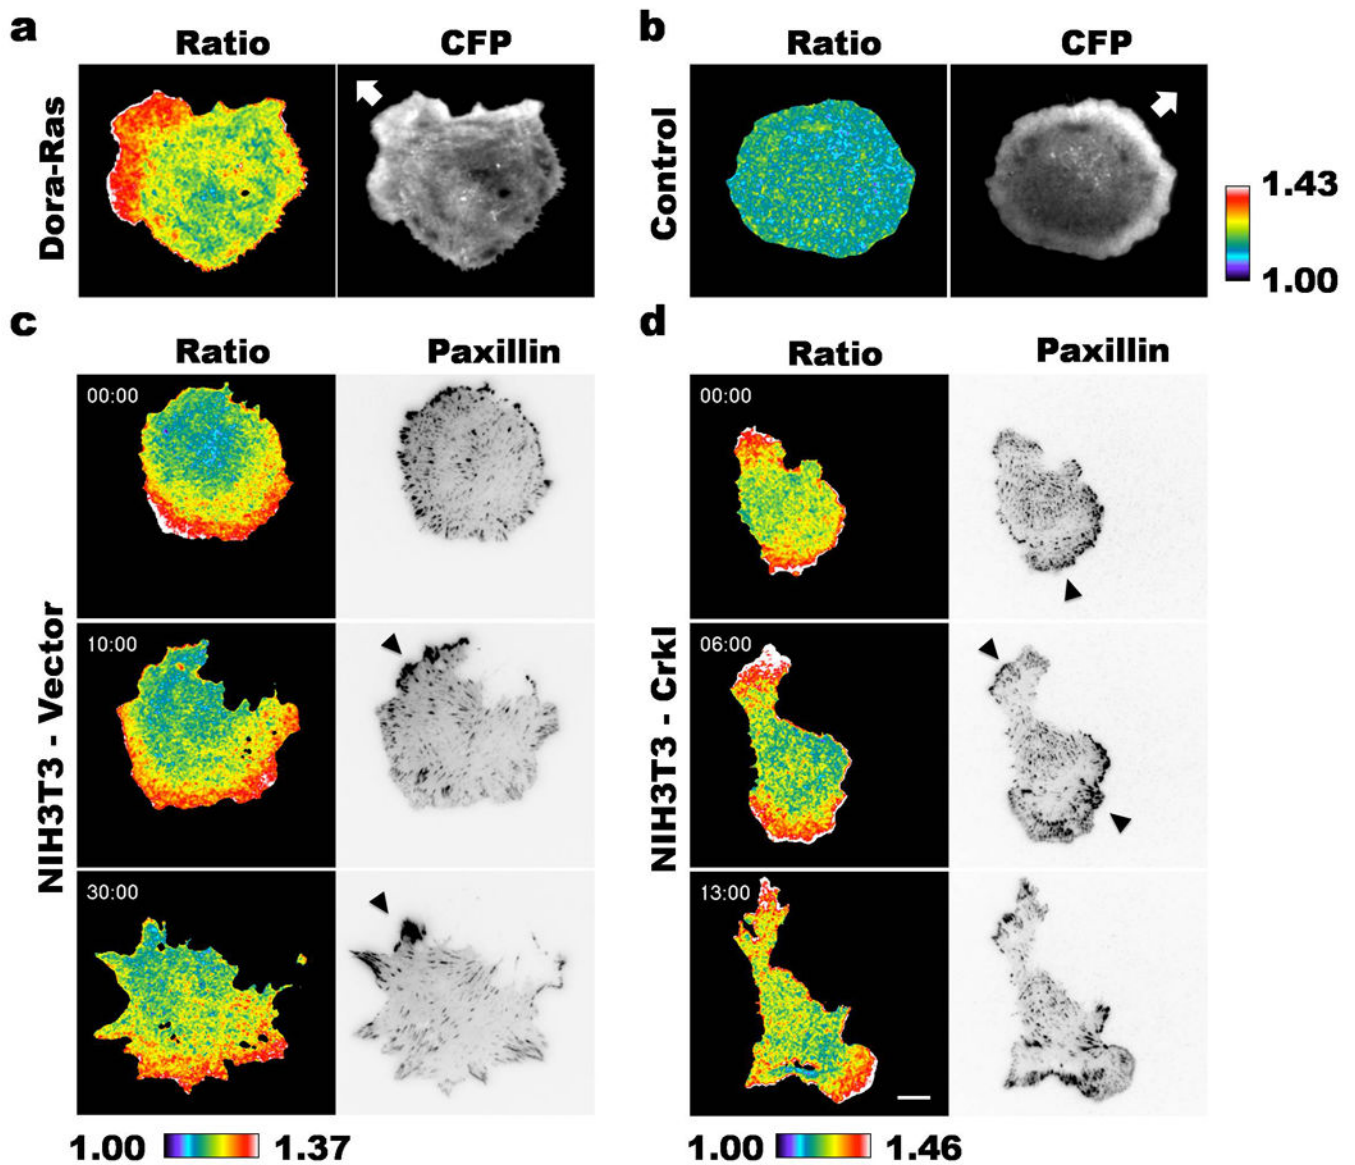 a
Ratio
CFP
Dora-Ras
b
Ratio
CFP
Control
1.43
1.00
c
Ratio
Paxillin
NIH3T3 - Vector
00:00
10:00
30:00
1.00
1.37
d
Ratio
Paxillin
NIH3T3 - CrkI
00:00
06:00
13:00
1.00
1.46